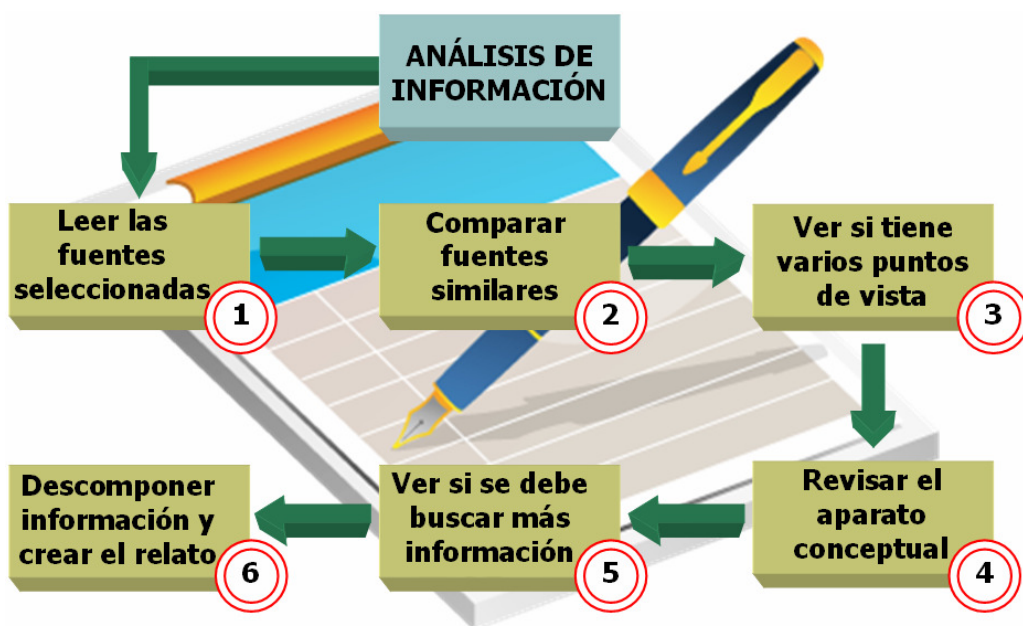 ANÁLISIS DE
INFORMACIÓN
Leer las
fuentes
seleccionadas
1
Comparar
fuentes
similares
2
Ver si tiene
varios puntos
de vista
3
Revisar el
aparato
conceptual
4
Ver si se debe
buscar más
información
5
Descomponer
información y
crear el relato
6